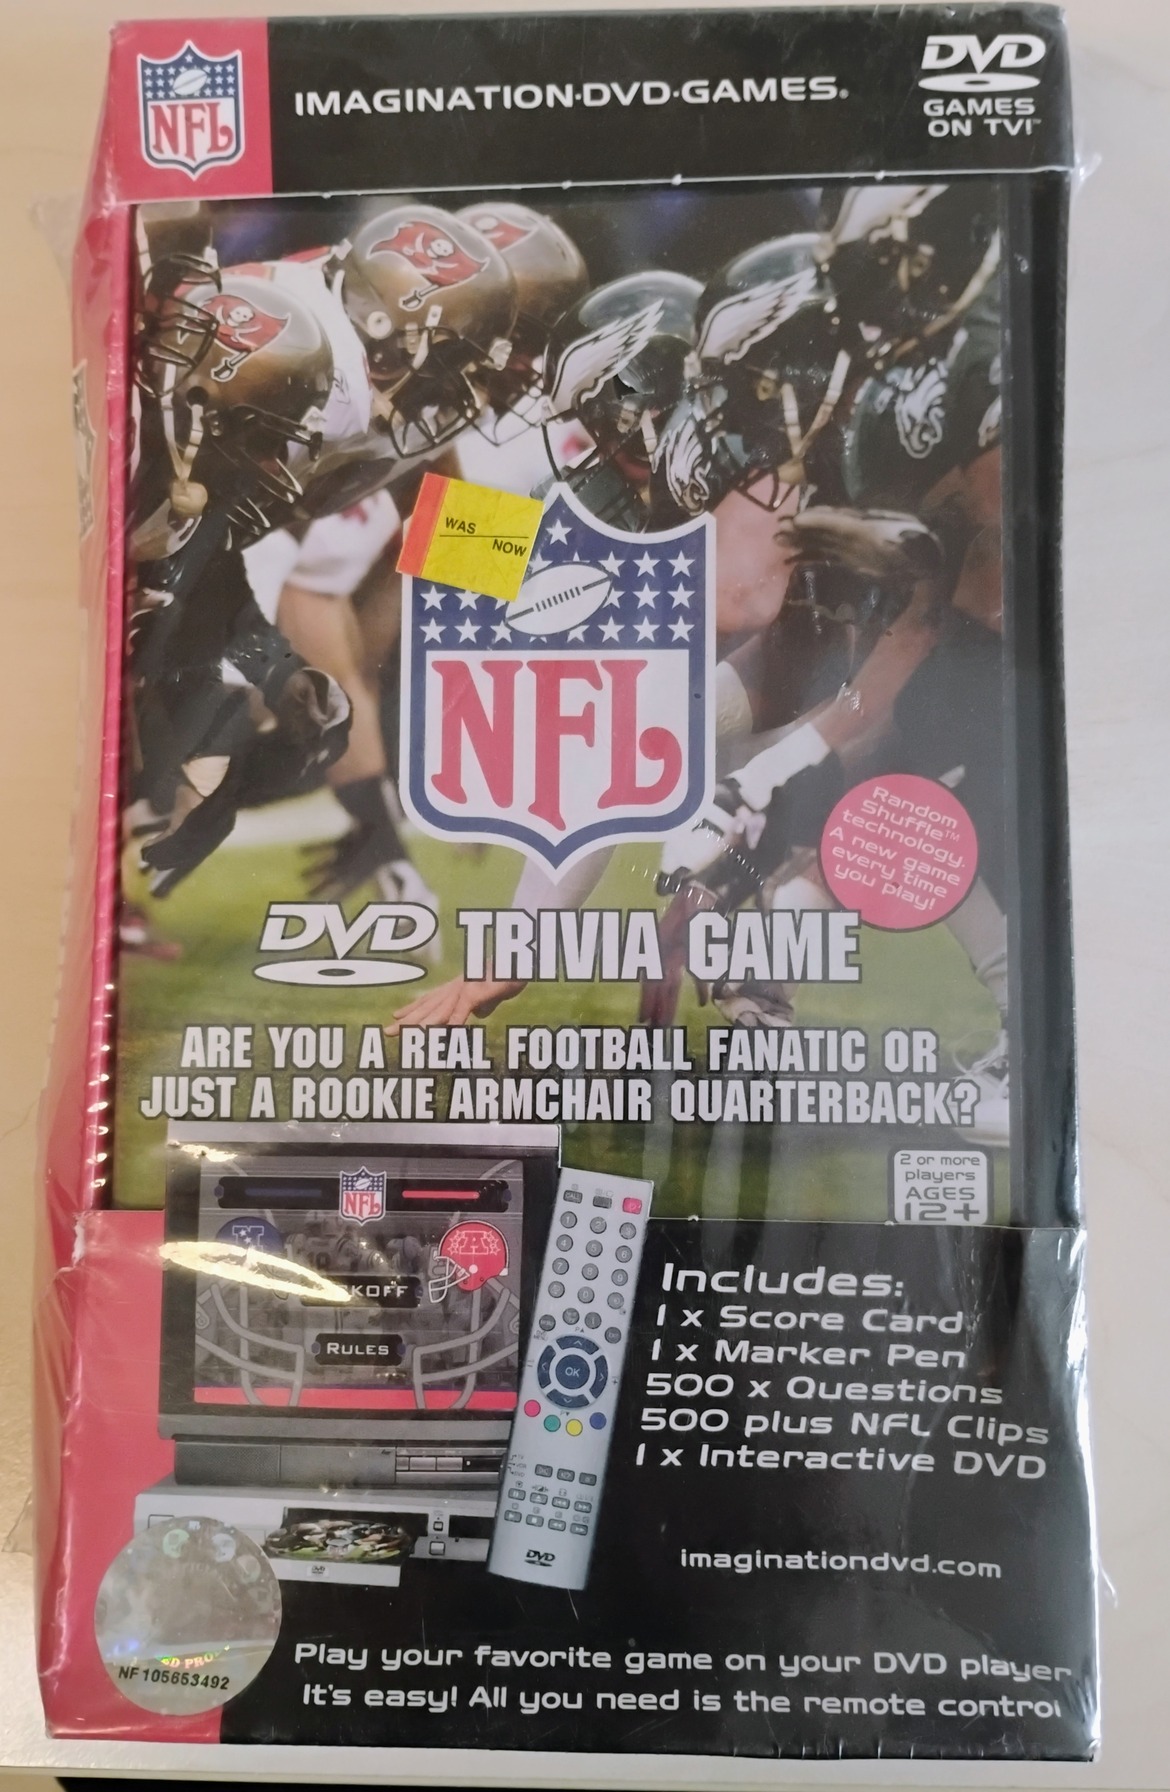 NFL
IMAGINATION·DVD·GAMES®
DVD
GAMES
ON TV!™
WAS
NOW
NFL
Random
Shuffle™
technology.
A new game
every time
you play!
DVD TRIVIA GAME
ARE YOU A REAL FOOTBALL FANATIC OR
JUST A ROOKIE ARMCHAIR QUARTERBACK?
2 or more
players
AGES
12+
NFL
KOFF
RULES
OK
DVD
Includes:
1 x Score Card
1 x Marker Pen
500 x Questions
500 plus NFL Clips
1 x Interactive DVD
imaginationdvd.com
NF105653492
Play your favorite game on your DVD player
It's easy! All you need is the remote control